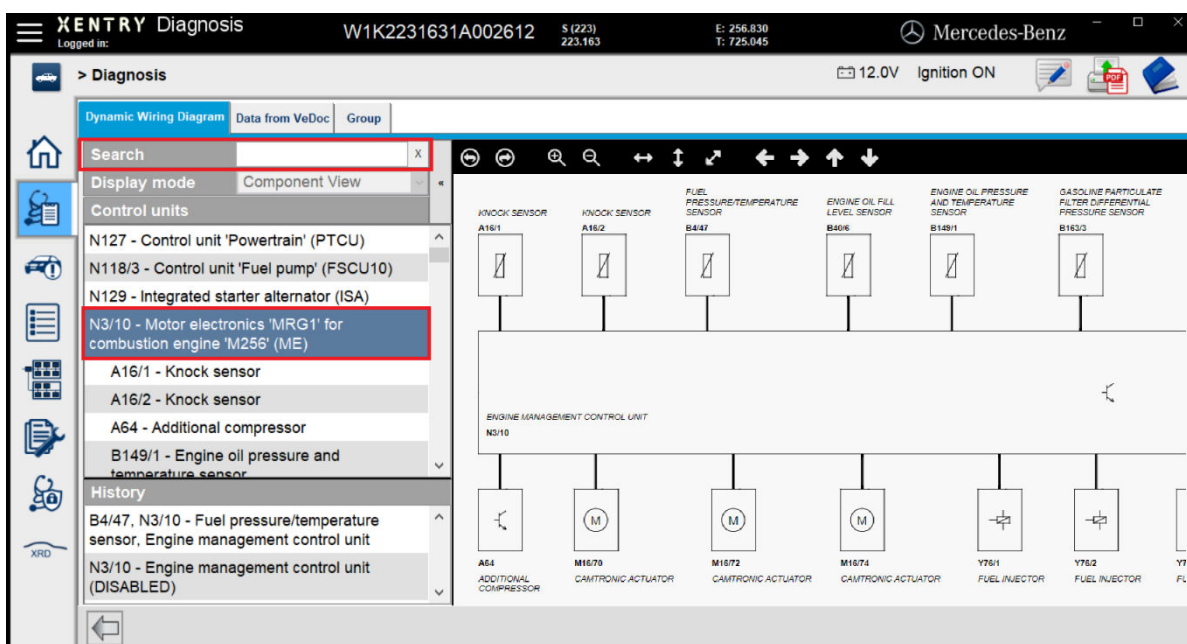 XENTRY Diagnosis
Logged in:
W1K2231631A002612
S (223)
223.163
E: 256.830
T: 725.045
Mercedes-Benz
> Diagnosis
12.0V
Ignition ON
PDF
Dynamic Wiring Diagram
Data from VeDoc
Group
Search
X
Display mode
Component View
«
Control units
N127 - Control unit 'Powertrain' (PTCU)
N118/3 - Control unit 'Fuel pump' (FSCU10)
N129 - Integrated starter alternator (ISA)
N3/10 - Motor electronics 'MRG1' for
combustion engine 'M256' (ME)
A16/1 - Knock sensor
A16/2 - Knock sensor
A64 - Additional compressor
B149/1 - Engine oil pressure and
temperature sensor
History
B4/47, N3/10 - Fuel pressure/temperature
sensor, Engine management control unit
N3/10 - Engine management control unit
(DISABLED)
XRD
KNOCK SENSOR
A16/1
KNOCK SENSOR
A16/2
FUEL
PRESSURE/TEMPERATURE
SENSOR
B4/47
ENGINE OIL FILL
LEVEL SENSOR
B40/6
ENGINE OIL PRESSURE
AND TEMPERATURE
SENSOR
B149/1
GASOLINE PARTICULATE
FILTER DIFFERENTIAL
PRESSURE SENSOR
B163/3
ENGINE MANAGEMENT CONTROL UNIT
N3/10
M
M
M
A64
ADDITIONAL
COMPRESSOR
M16/70
CAMTRONIC ACTUATOR
M16/72
CAMTRONIC ACTUATOR
M16/74
CAMTRONIC ACTUATOR
Y76/1
FUEL INJECTOR
Y76/2
FUEL INJECTOR